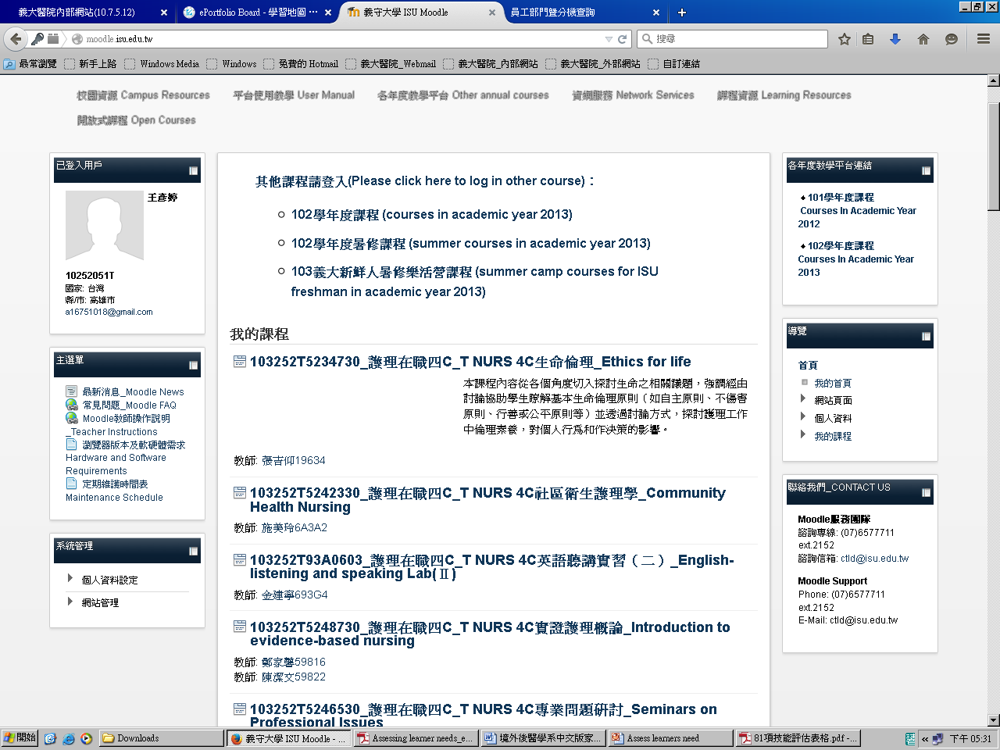 義大醫院內部網站(10.7.5.12)
ePortfolio Board - 學習地圖 ···
義守大學 ISU Moodle
員工部門暨分機查詢
moodle.isu.edu.tw
搜尋
最常瀏覽
新手上路
Windows Media
Windows
免費的 Hotmail
義大醫院_Webmail
義大醫院_內部網站
義大醫院_外部網站
自訂連結
校園資源 Campus Resources
平台使用教學 User Manual
各年度教學平台 Other annual courses
資網服務 Network Services
課程資源 Learning Resources
開放式課程 Open Courses
已登入用戶
王彥婷
10252051T
國家: 台灣
縣/市: 高雄市
a16751018@gmail.com
主選單
最新消息_Moodle News
常見問題_Moodle FAQ
Moodle教師操作說明
_Teacher Instructions
瀏覽器版本及軟硬體需求
Hardware and Software
Requirements
定期維護時間表
Maintenance Schedule
系統管理
個人資料設定
網站管理
其他課程請登入(Please click here to log in other course)：
102學年度課程 (courses in academic year 2013)
102學年度暑修課程 (summer courses in academic year 2013)
103義大新鮮人暑修樂活營課程 (summer camp courses for ISU
freshman in academic year 2013)
我的課程
103252T5234730_護理在職四C_T NURS 4C生命倫理_Ethics for life
本課程內容從各個角度切入探討生命之相關議題，強調經由
討論協助學生瞭解基本生命倫理原則（如自主原則、不傷害
原則、行善或公平原則等）並透過討論方式，探討護理工作
中倫理素養，對個人行為和作決策的影響。
教師: 張吉仰19634
103252T5242330_護理在職四C_T NURS 4C社區衛生護理學_Community
Health Nursing
教師: 施美玲6A3A2
103252T93A0603_護理在職四C_T NURS 4C英語聽講實習（二）_English-
listening and speaking Lab(Ⅱ)
教師: 金建寧693G4
103252T5248730_護理在職四C_T NURS 4C實證護理概論_Introduction to
evidence-based nursing
教師: 鄭家馨59816
教師: 陳潔文59822
103252T5246530_護理在職四C_T NURS 4C專業問題研討_Seminars on
Professional Issues
各年度教學平台連結
101學年度課程
Courses In Academic Year
2012
102學年度課程
Courses In Academic Year
2013
導覽
首頁
我的首頁
網站頁面
個人資料
我的課程
聯絡我們_CONTACT US
Moodle服務團隊
諮詢專線: (07)6577711
ext.2152
諮詢信箱: ctld@isu.edu.tw
Moodle Support
Phone: (07)6577711
ext.2152
E-Mail: ctld@isu.edu.tw
開始
Downloads
義守大學 ISU Moodle - ...
Assessing learner needs_e...
境外後醫學系中文版家...
Assess learners need
81項技能評估表格.pdf -...
下午 05:31